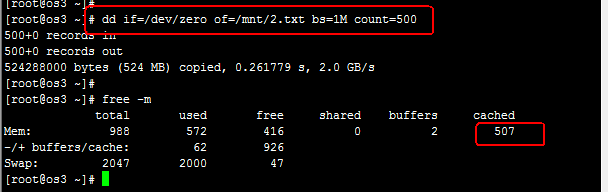 [root@os3 ~]#
[root@os3 ~]# dd if=/dev/zero of=/mnt/2.txt bs=1M count=500
500+0 records in
500+0 records out
524288000 bytes (524 MB) copied, 0.261779 s, 2.0 GB/s
[root@os3 ~]#
[root@os3 ~]# free -m
total used free shared buffers cached
Mem: 988 572 416 0 2 507
-/+ buffers/cache: 62 926
Swap: 2047 2000 47
[root@os3 ~]#